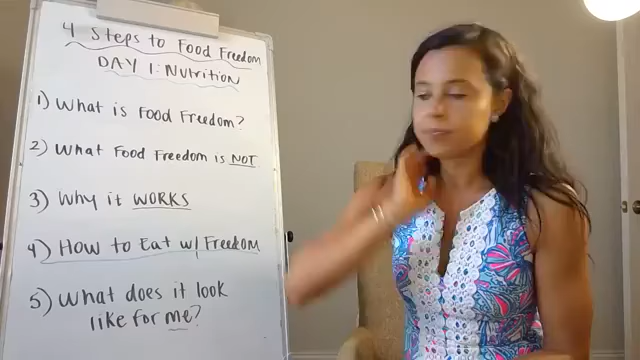 4 Steps to Food Freedom
DAY 1: Nutrition
1) What is Food Freedom?
2) What Food Freedom is NOT
3) Why it WORKS
4) How to Eat w/ Freedom
5) What does it look
like for me?